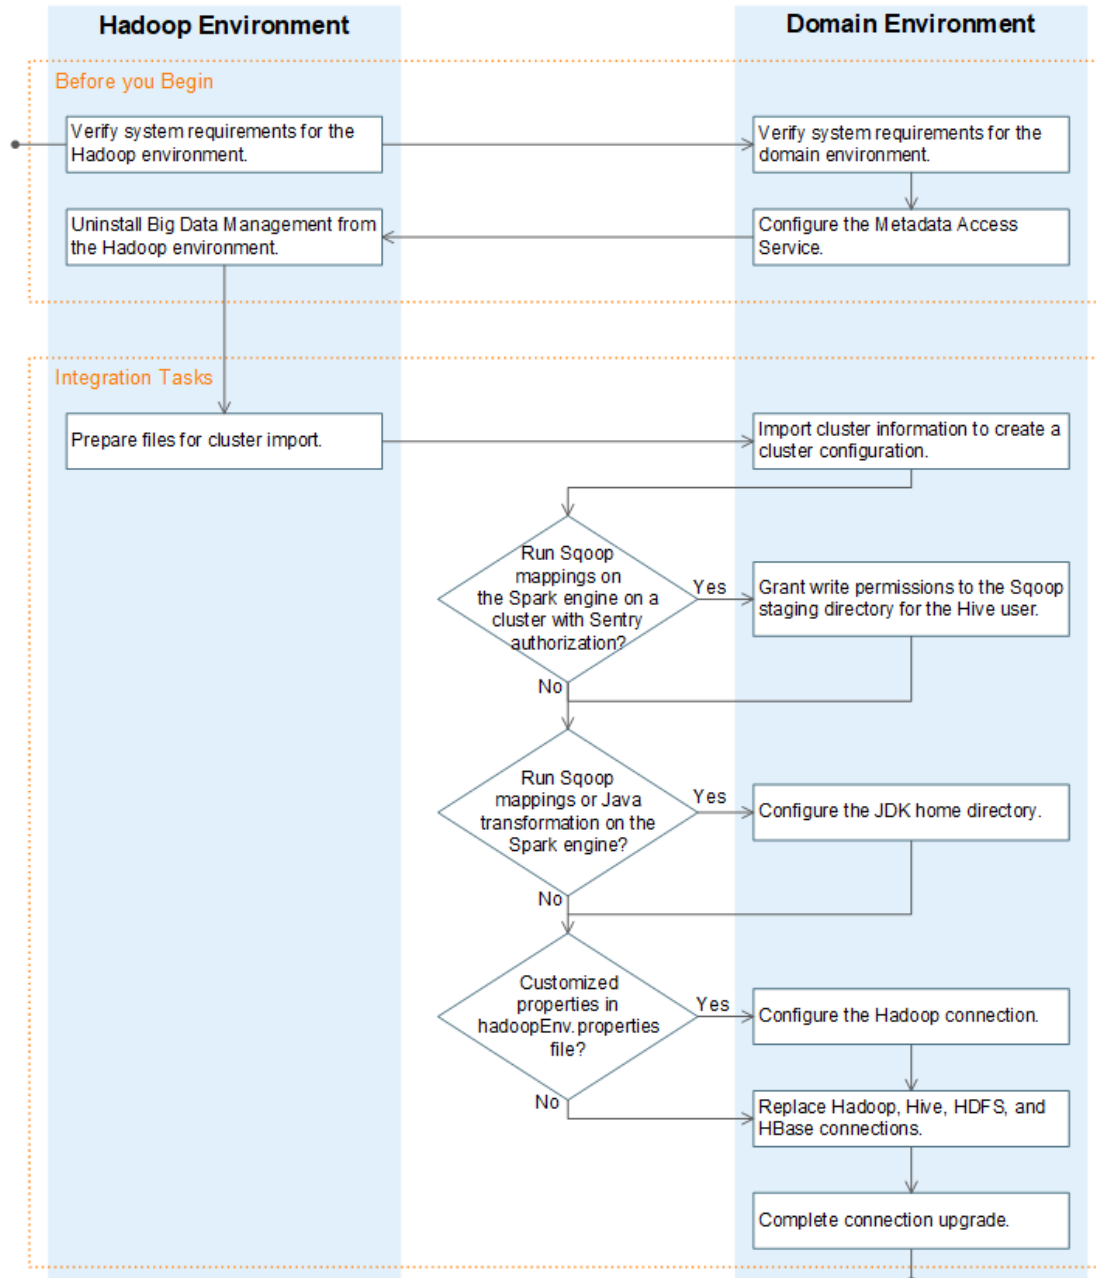 Hadoop Environment
Domain Environment
Before you Begin
Verify system requirements for the
Hadoop environment.
Verify system requirements for the
domain environment.
Uninstall Big Data Management from
the Hadoop environment.
Configure the Metadata Access
Service.
Integration Tasks
Prepare files for cluster import.
Import cluster information to create a
cluster configuration.
Run Sqoop
mappings on
the Spark engine on a
cluster with Sentry
authorization?
Yes
Grant write permissions to the Sqoop
staging directory for the Hive user.
No
Run Sqoop
mappings or Java
transformation on the
Spark engine?
Yes
Configure the JDK home directory.
No
Customized
properties in
hadoopEnv.properties
file?
Yes
Configure the Hadoop connection.
No
Replace Hadoop, Hive, HDFS, and
HBase connections.
Complete connection upgrade.